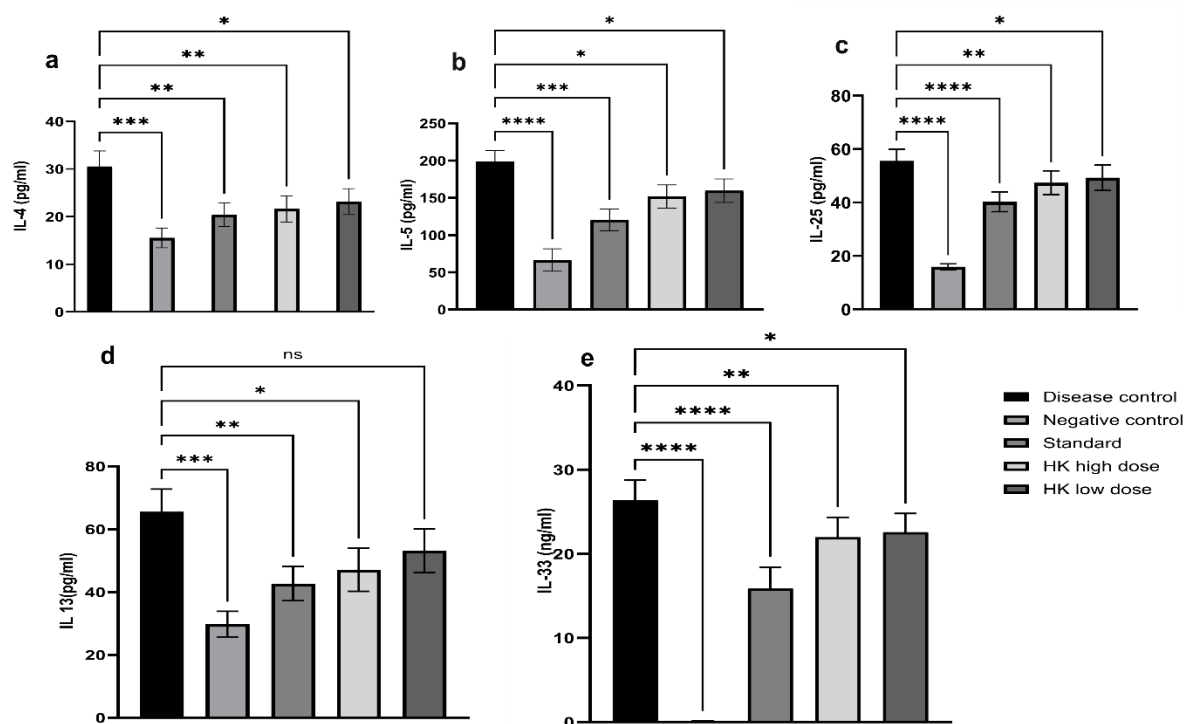 a
*
**
**
***
IL-4 (pg/ml)
40
30
20
10
0
b
*
*
***
****
IL-5 (pg/ml)
250
200
150
100
50
0
c
*
**
****
****
IL-25 (pg/ml)
80
60
40
20
0
d
ns
*
**
***
IL 13(pg/ml)
80
60
40
20
0
e
*
**
****
****
IL-33 (ng/ml)
40
30
20
10
0
Disease control
Negative control
Standard
HK high dose
HK low dose